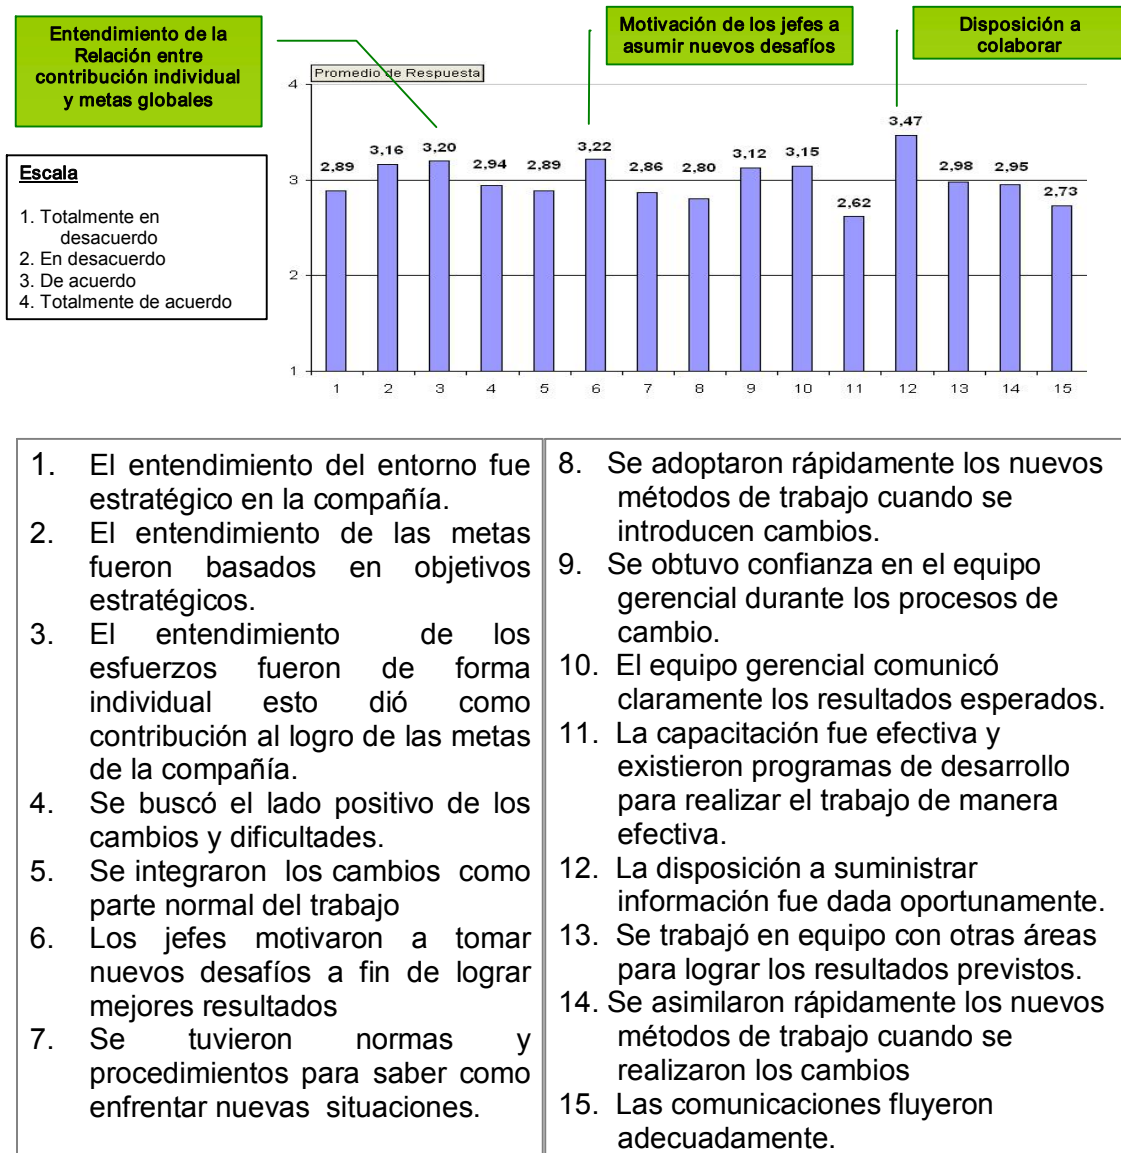 Entendimiento de la
Relación entre
contribución individual
y metas globales
Motivación de los jefes a
asumir nuevos desafíos
Disposición a
colaborar
Escala
1. Totalmente en
desacuerdo
2. En desacuerdo
3. De acuerdo
4. Totalmente de acuerdo
Promedio de Respuesta
4
3
2
1
2,89 3,16 3,20 2,94 2,89 3,22 2,86 2,80 3,12 3,15 2,62 3,47 2,98 2,95 2,73
1 2 3 4 5 6 7 8 9 10 11 12 13 14 15
1. El entendimiento del entorno fue
estratégico en la compañía.
2. El entendimiento de las metas
fueron basados en objetivos
estratégicos.
3. El entendimiento de los
esfuerzos fueron de forma
individual esto dió como
contribución al logro de las metas
de la compañía.
4. Se buscó el lado positivo de los
cambios y dificultades.
5. Se integraron los cambios como
parte normal del trabajo
6. Los jefes motivaron a tomar
nuevos desafíos a fin de lograr
mejores resultados
7. Se tuvieron normas y
procedimientos para saber como
enfrentar nuevas situaciones.
8. Se adoptaron rápidamente los nuevos
métodos de trabajo cuando se
introducen cambios.
9. Se obtuvo confianza en el equipo
gerencial durante los procesos de
cambio.
10. El equipo gerencial comunicó
claramente los resultados esperados.
11. La capacitación fue efectiva y
existieron programas de desarrollo
para realizar el trabajo de manera
efectiva.
12. La disposición a suministrar
información fue dada oportunamente.
13. Se trabajó en equipo con otras áreas
para lograr los resultados previstos.
14. Se asimilaron rápidamente los nuevos
métodos de trabajo cuando se
realizaron los cambios
15. Las comunicaciones fluyeron
adecuadamente.